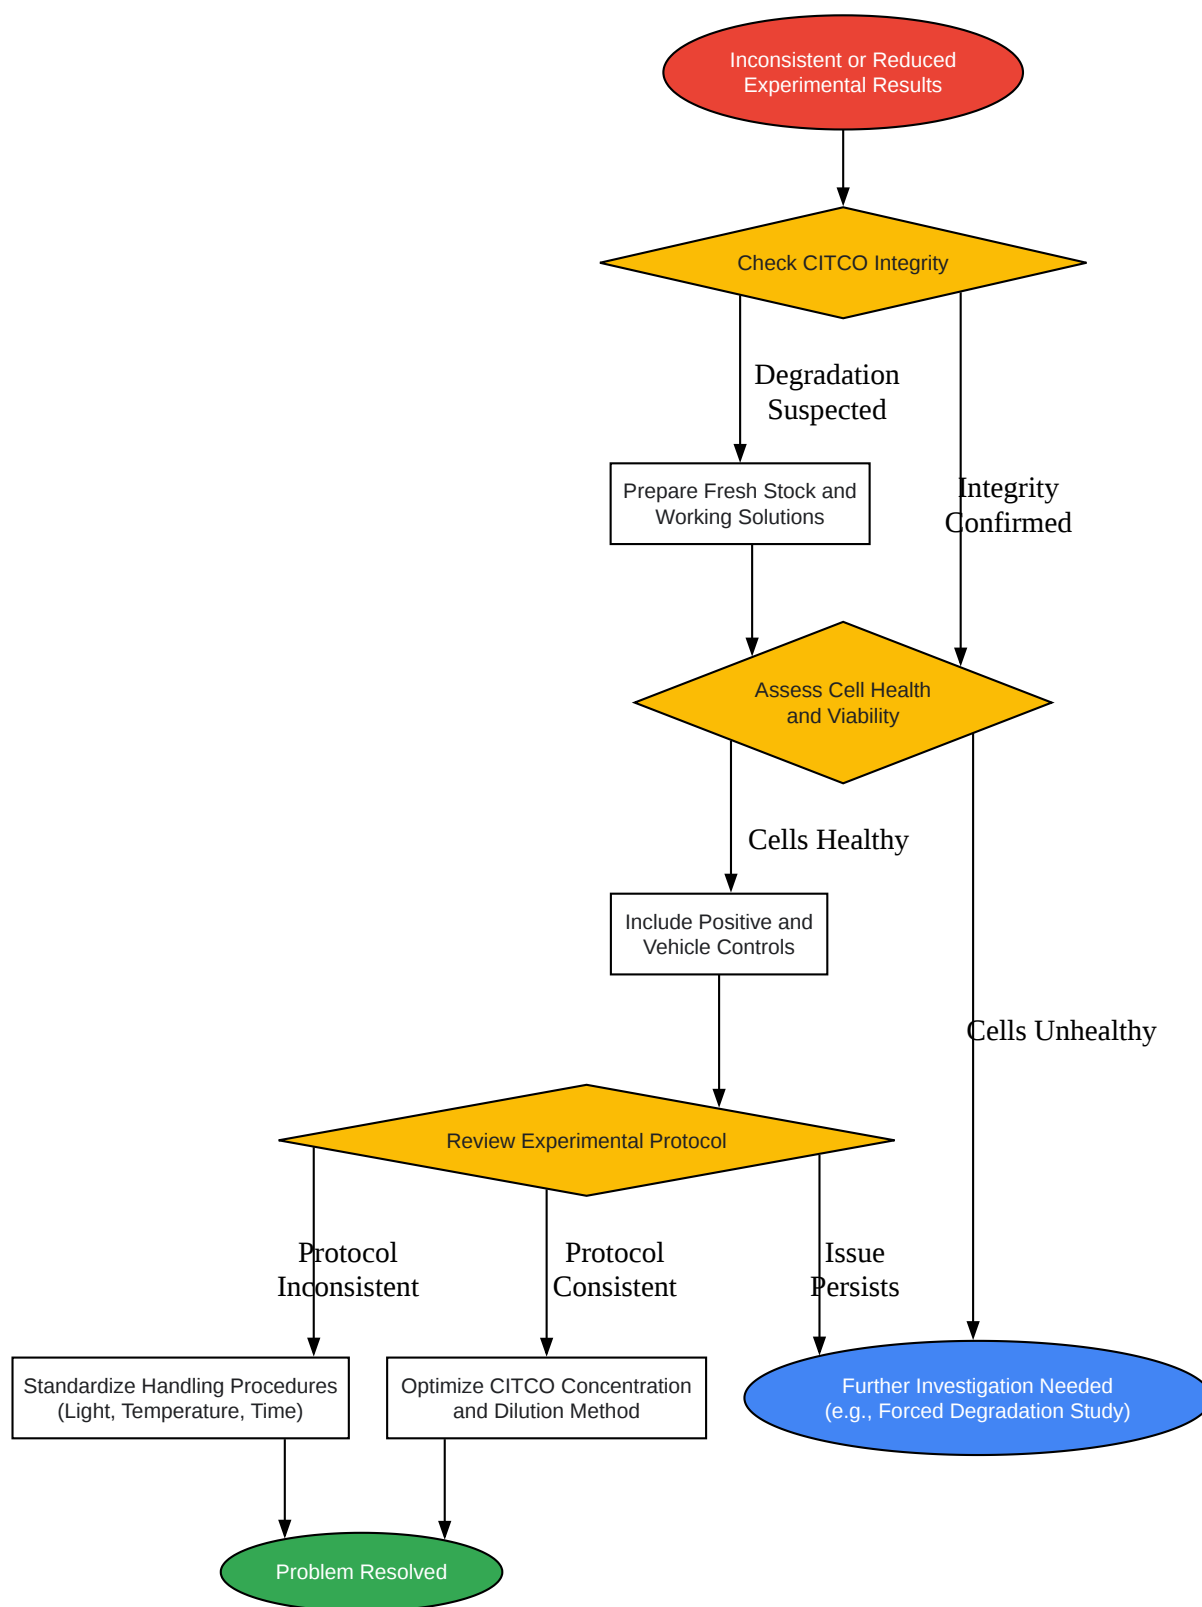 Inconsistent or Reduced
Experimental Results
Check CITCO Integrity
Degradation
Suspected
Prepare Fresh Stock and
Working Solutions
Integrity
Confirmed
Assess Cell Health
and Viability
Cells Healthy
Include Positive and
Vehicle Controls
Cells Unhealthy
Review Experimental Protocol
Protocol
Inconsistent
Protocol
Consistent
Issue
Persists
Standardize Handling Procedures
(Light, Temperature, Time)
Optimize CITCO Concentration
and Dilution Method
Further Investigation Needed
(e.g., Forced Degradation Study)
Problem Resolved